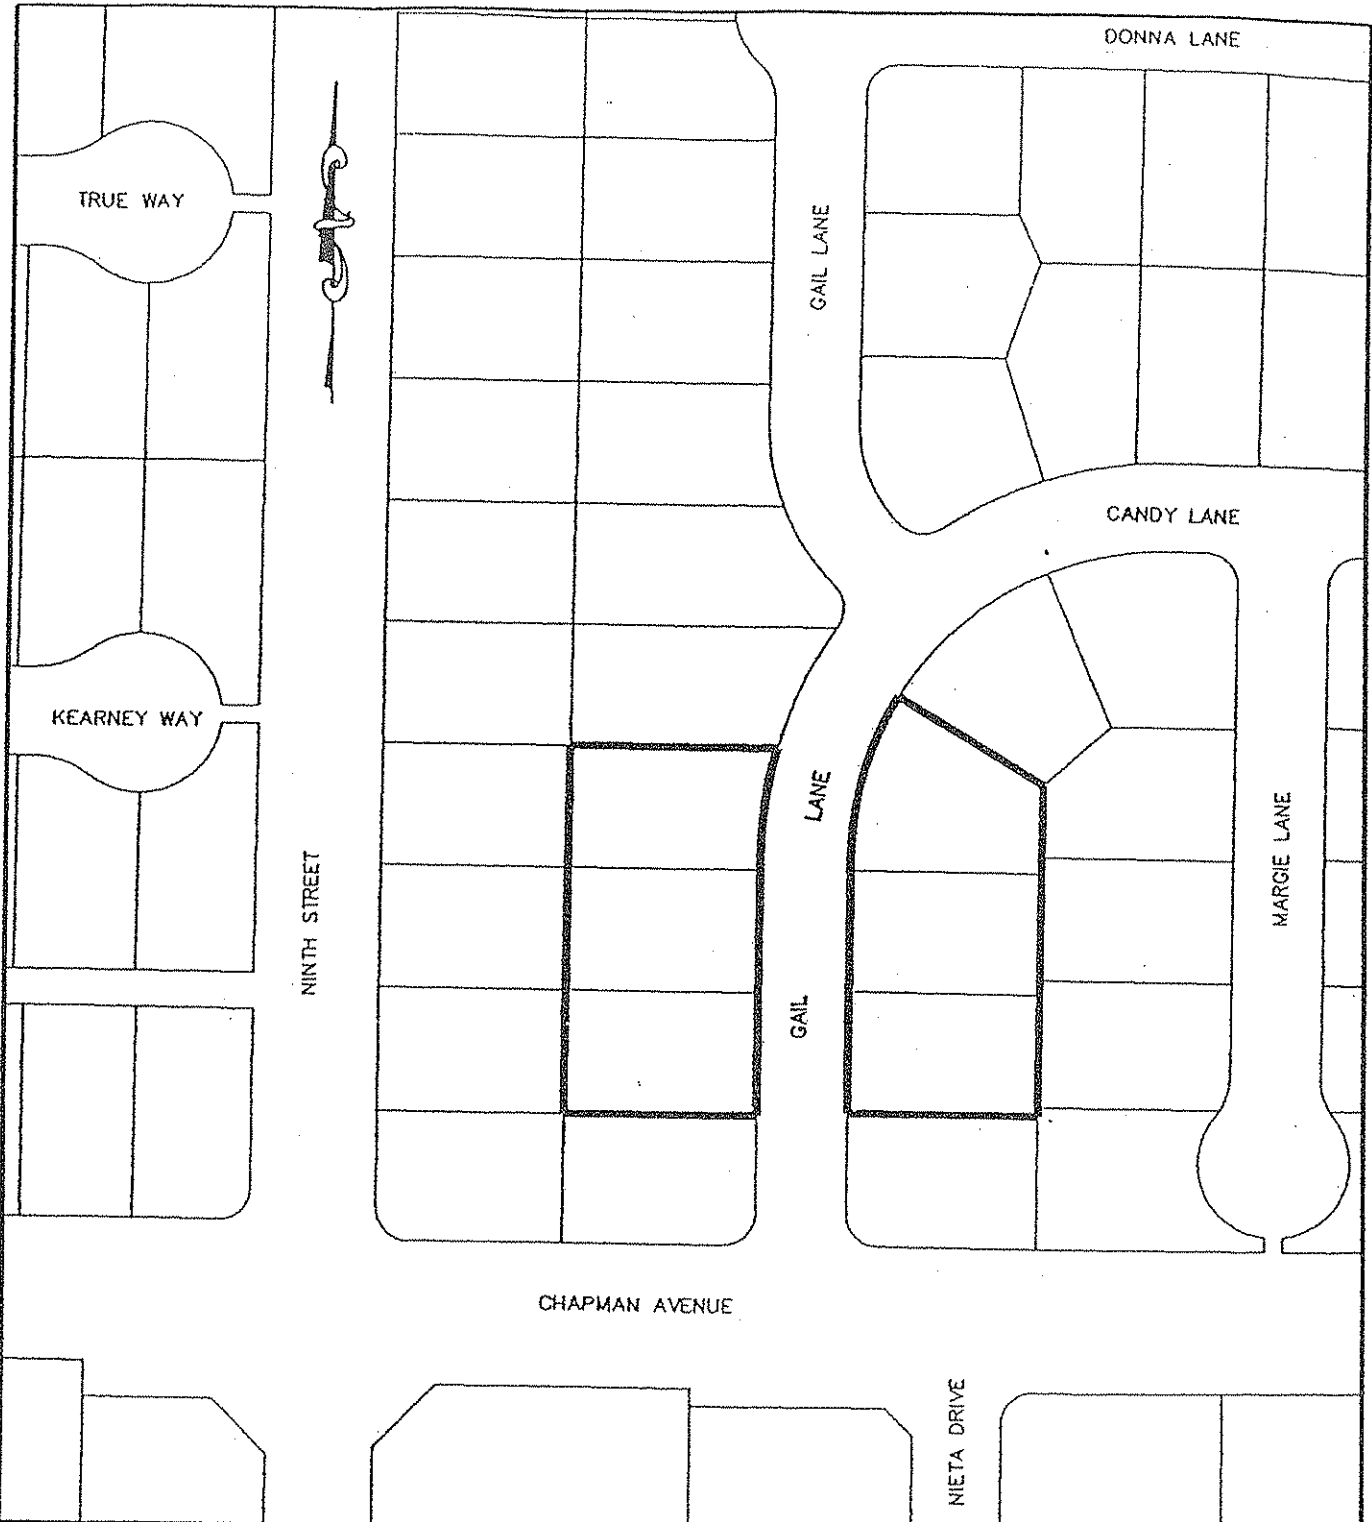 DONNA LANE
TRUE WAY
GAIL LANE
CANDY LANE
KEARNEY WAY
LANE
MARGIE LANE
NINTH STREET
GAIL
CHAPMAN AVENUE
NIETA DRIVE